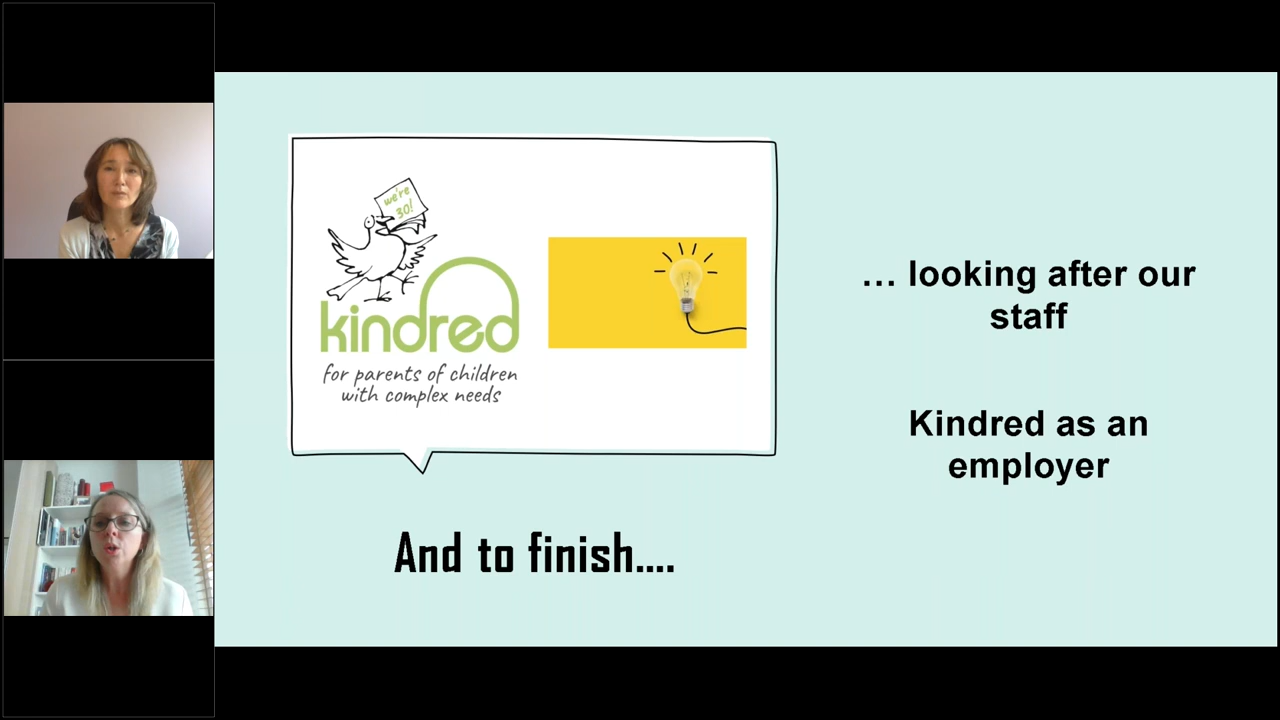 we're
30!
kindred
for parents of children
with complex needs
And to finish....
... looking after our
staff
Kindred as an
employer